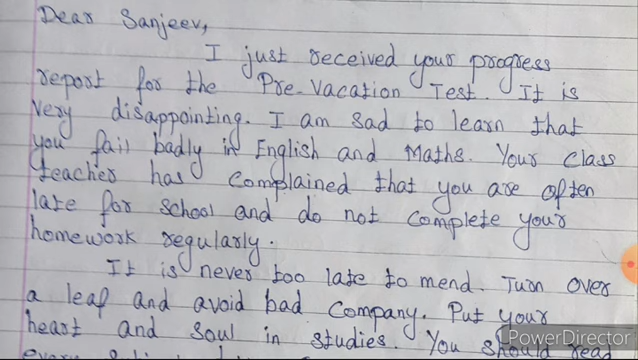 Dear Sanjeev,
I just received your progress
report for the Pre-Vacation Test. It is
very disappointing. I am sad to learn that
you fail badly in English and Maths. Your class
teacher has complained that you are often
late for school and do not complete your
homework regularly.
It is never too late to mend. Turn over
a leaf and avoid bad company. Put your
heart and soul in studies. You should read
PowerDirector